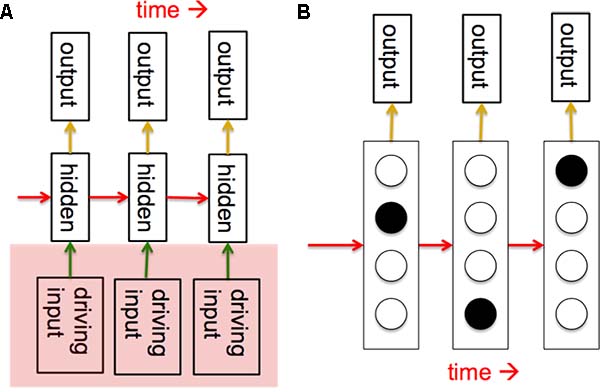 A
time →
output
output
output
hidden
hidden
hidden
driving
input
driving
input
driving
input
B
output
output
output
time →